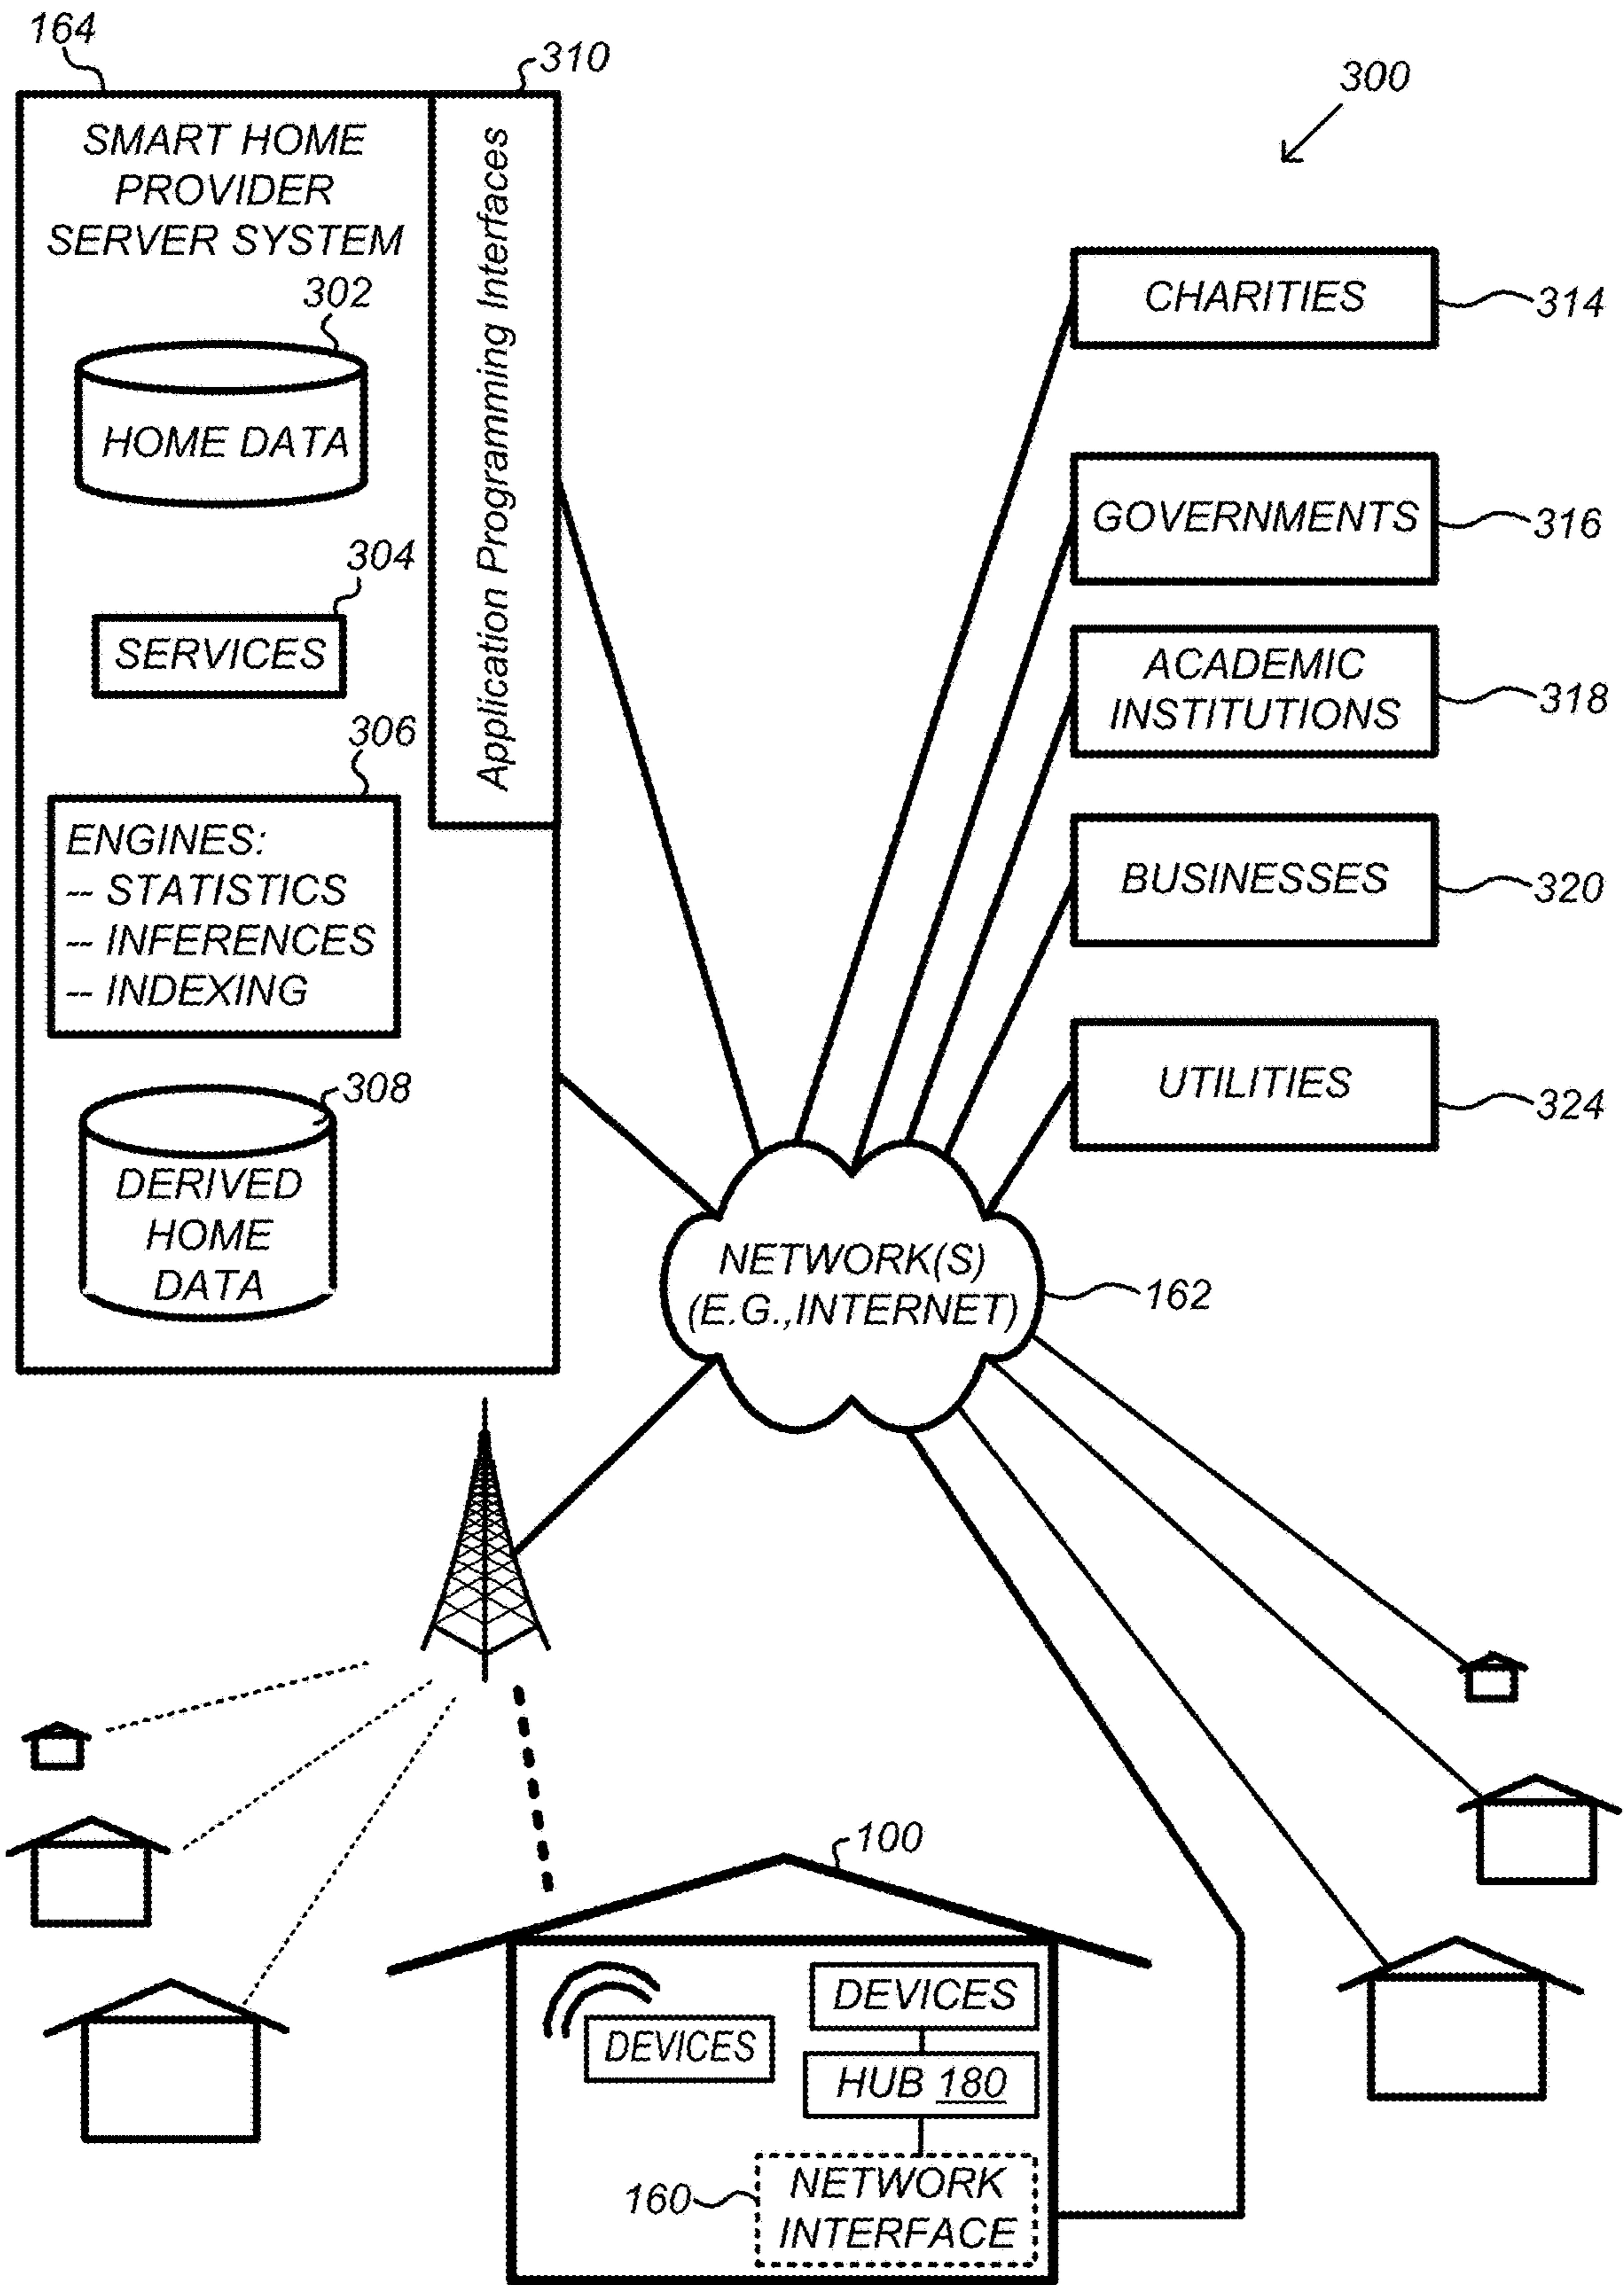 164
310
300
SMART HOME
PROVIDER
SERVER SYSTEM
Application Programming Interfaces
302
HOME DATA
304
SERVICES
306
ENGINES:
-- STATISTICS
-- INFERENCES
-- INDEXING
308
DERIVED
HOME
DATA
CHARITIES
314
GOVERNMENTS
316
ACADEMIC
INSTITUTIONS
318
BUSINESSES
320
UTILITIES
324
NETWORK(S)
(E.G.,INTERNET)
162
100
DEVICES
DEVICES
HUB 180
160
NETWORK
INTERFACE